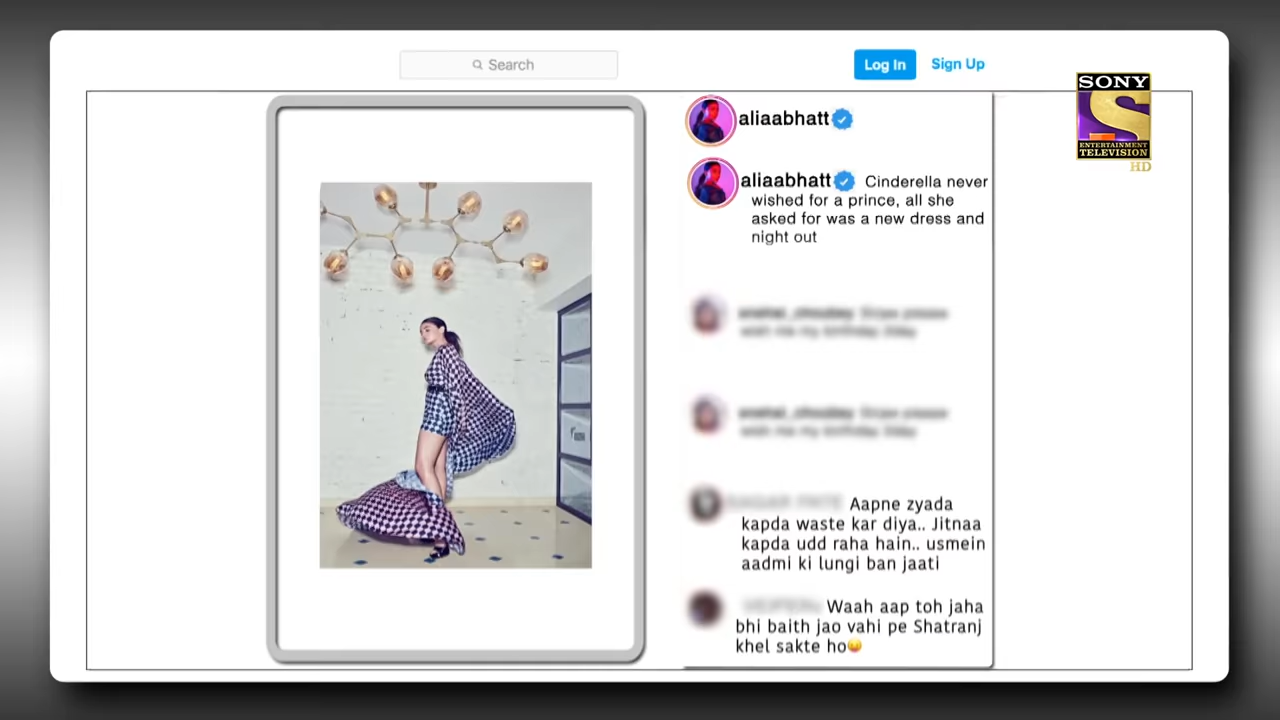 Search
Log In
Sign Up
SONY
ENTERTAINMENT
TELEVISION
HD
aliaabhatt
aliaabhatt Cinderella never
wished for a prince, all she
asked for was a new dress and
night out
Aapne zyada
kapda waste kar diya.. Jitnaa
kapda udd raha hain.. usmein
aadmi ki lungi ban jaati
Waah aap toh jaha
bhi baith jao vahi pe Shatranj
khel sakte ho😄